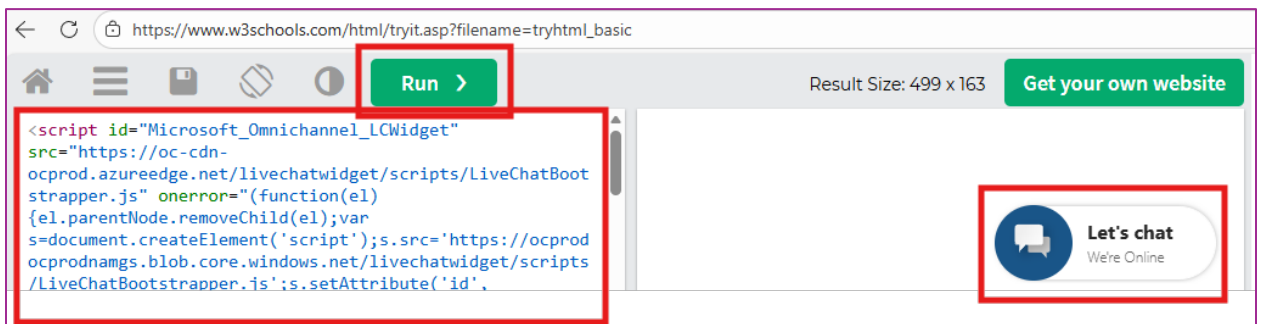 https://www.w3schools.com/html/tryit.asp?filename=tryhtml_basic
Run ❯
Result Size: 499 x 163
Get your own website
<script id="Microsoft_Omnichannel_LCWidget"
src="https://oc-cdn-
ocprod.azureedge.net/livechatwidget/scripts/LiveChatBoot
strapper.js" onerror="(function(el)
{el.parentNode.removeChild(el);var
s=document.createElement('script');s.src='https://ocprod
ocprodnamgs.blob.core.windows.net/livechatwidget/scripts
/LiveChatBootstrapper.js';s.setAttribute('id',
Let's chat
We're Online